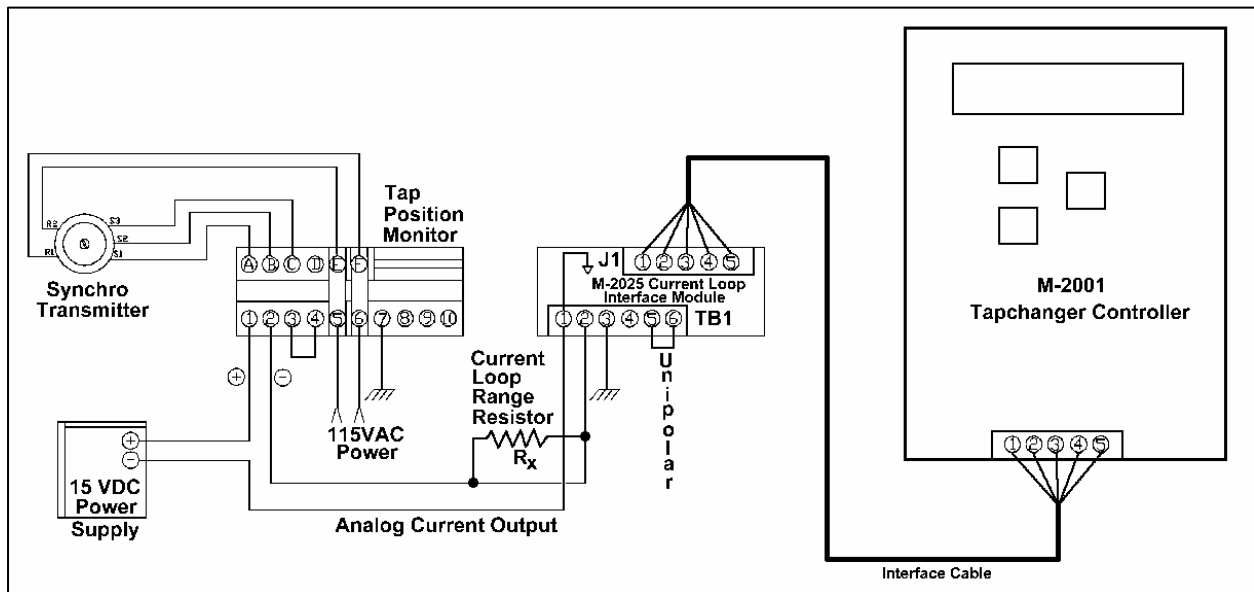 R2
S3
S2
R1
S1
Synchro
Transmitter
A B C D E F
Tap
Position
Monitor
1 2 3 4 5 6 7 8 9 10
+
−
115VAC
Power
+
−
15 VDC
Power
Supply
Current
Loop
Range
Resistor
Rx
Analog Current Output
J1
1 2 3 4 5
M-2025 Current Loop
Interface Module
1 2 3 4 5 6
TB1
Unipolar
M-2001
Tapchanger Controller
1 2 3 4 5
Interface Cable